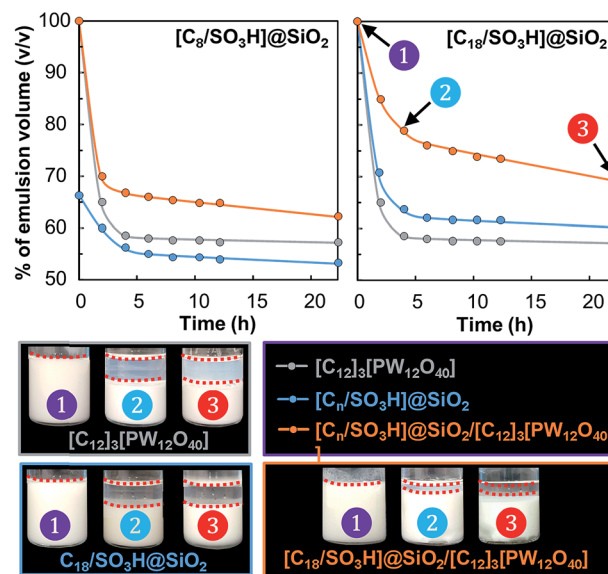 [C₈/SO₃H]@SiO₂
[C₁₈/SO₃H]@SiO₂
% of emulsion volume (v/v)
100
90
80
70
60
50
0
5
10
15
20
Time (h)
0
5
10
15
20
Time (h)
1
2
3
[C₁₂]₃[PW₁₂O₄₀]
[Cₙ/SO₃H]@SiO₂
[Cₙ/SO₃H]@SiO₂/[C₁₂]₃[PW₁₂O₄₀
]
1
2
3
[C₁₂]₃[PW₁₂O₄₀]
1
2
3
C₁₈/SO₃H@SiO₂
1
2
3
[C₁₈/SO₃H]@SiO₂/[C₁₂]₃[PW₁₂O₄₀]